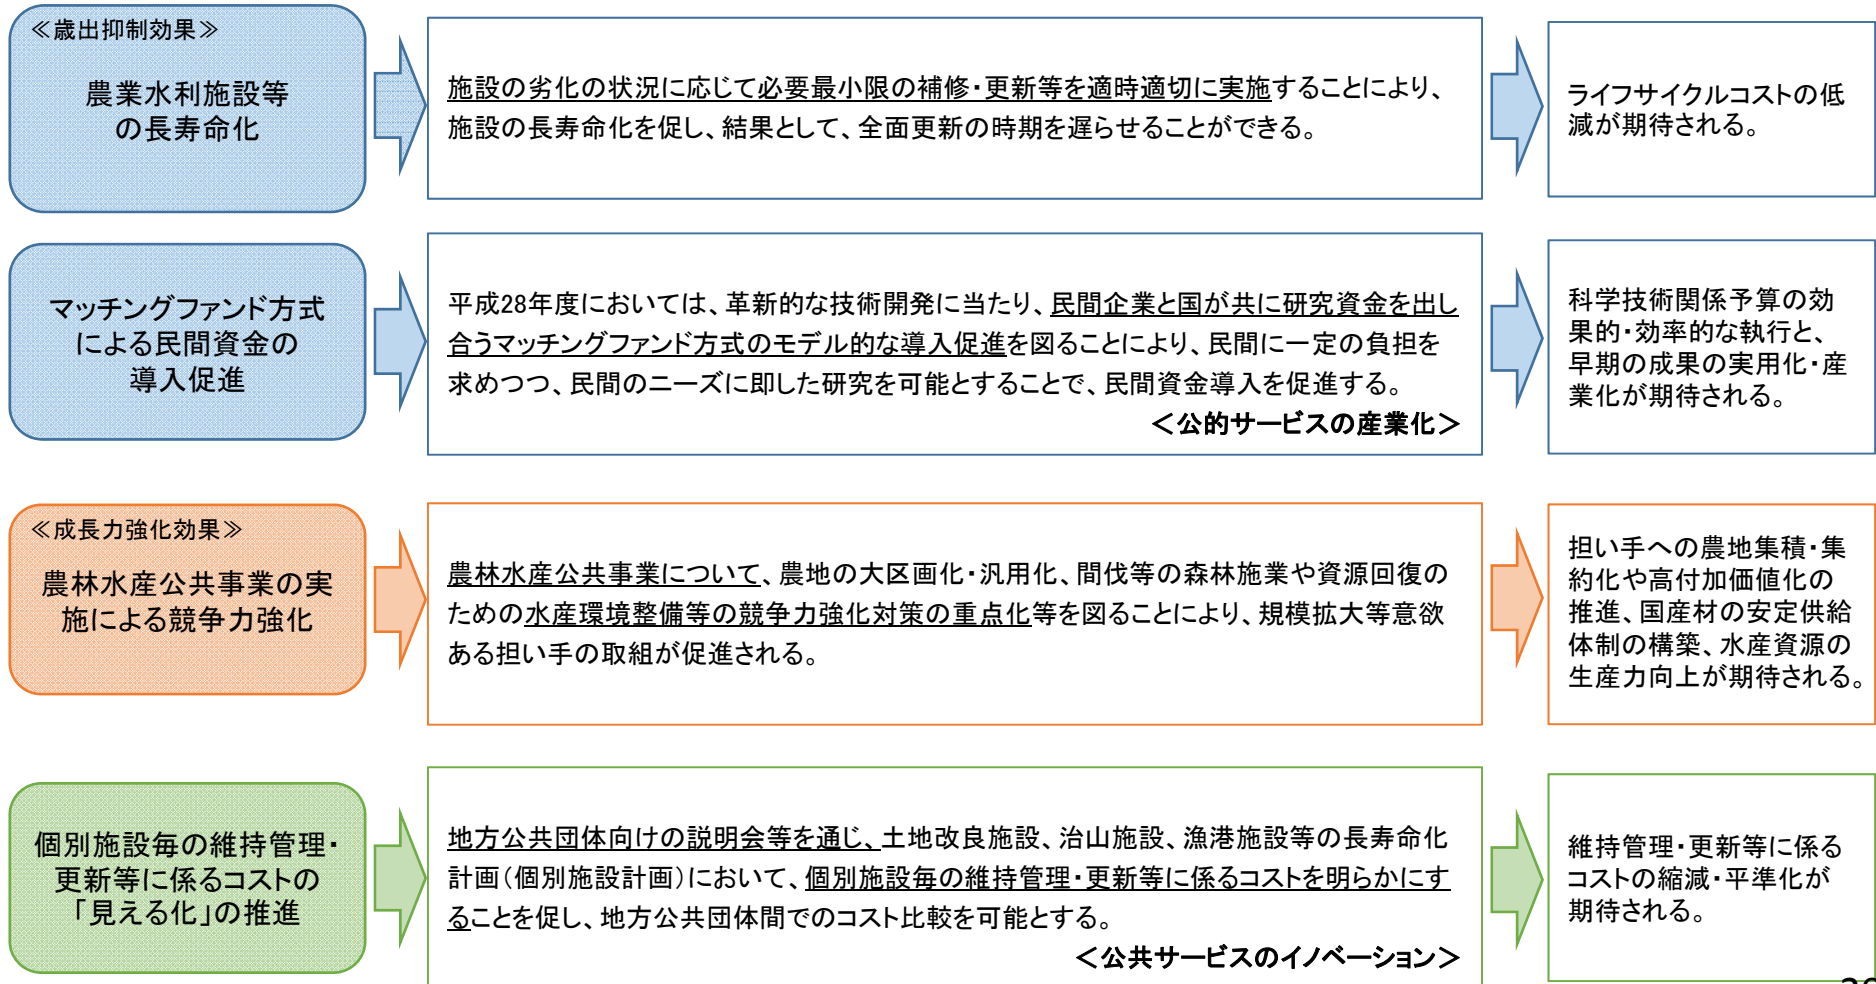 ≪歳出抑制効果≫
農業水利施設等
の長寿命化
施設の劣化の状況に応じて必要最小限の補修・更新等を適時適切に実施することにより、
施設の長寿命化を促し、結果として、全面更新の時期を遅らせることができる。
ライフサイクルコストの低
減が期待される。
マッチングファンド方式
による民間資金の
導入促進
平成28年度においては、革新的な技術開発に当たり、民間企業と国が共に研究資金を出し
合うマッチングファンド方式のモデル的な導入促進を図ることにより、民間に一定の負担を
求めつつ、民間のニーズに即した研究を可能とすることで、民間資金導入を促進する。
＜公的サービスの産業化＞
科学技術関係予算の効
果的・効率的な執行と、
早期の成果の実用化・産
業化が期待される。
≪成長力強化効果≫
農林水産公共事業の実
施による競争力強化
農林水産公共事業について、農地の大区画化・汎用化、間伐等の森林施業や資源回復の
ための水産環境整備等の競争力強化対策の重点化等を図ることにより、規模拡大等意欲
ある担い手の取組が促進される。
担い手への農地集積・集
約化や高付加価値化の
推進、国産材の安定供給
体制の構築、水産資源の
生産力向上が期待される。
個別施設毎の維持管理・
更新等に係るコストの
「見える化」の推進
地方公共団体向けの説明会等を通じ、土地改良施設、治山施設、漁港施設等の長寿命化
計画（個別施設計画）において、個別施設毎の維持管理・更新等に係るコストを明らかにす
ることを促し、地方公共団体間でのコスト比較を可能とする。
＜公共サービスのイノベーション＞
維持管理・更新等に係る
コストの縮減・平準化が
期待される。